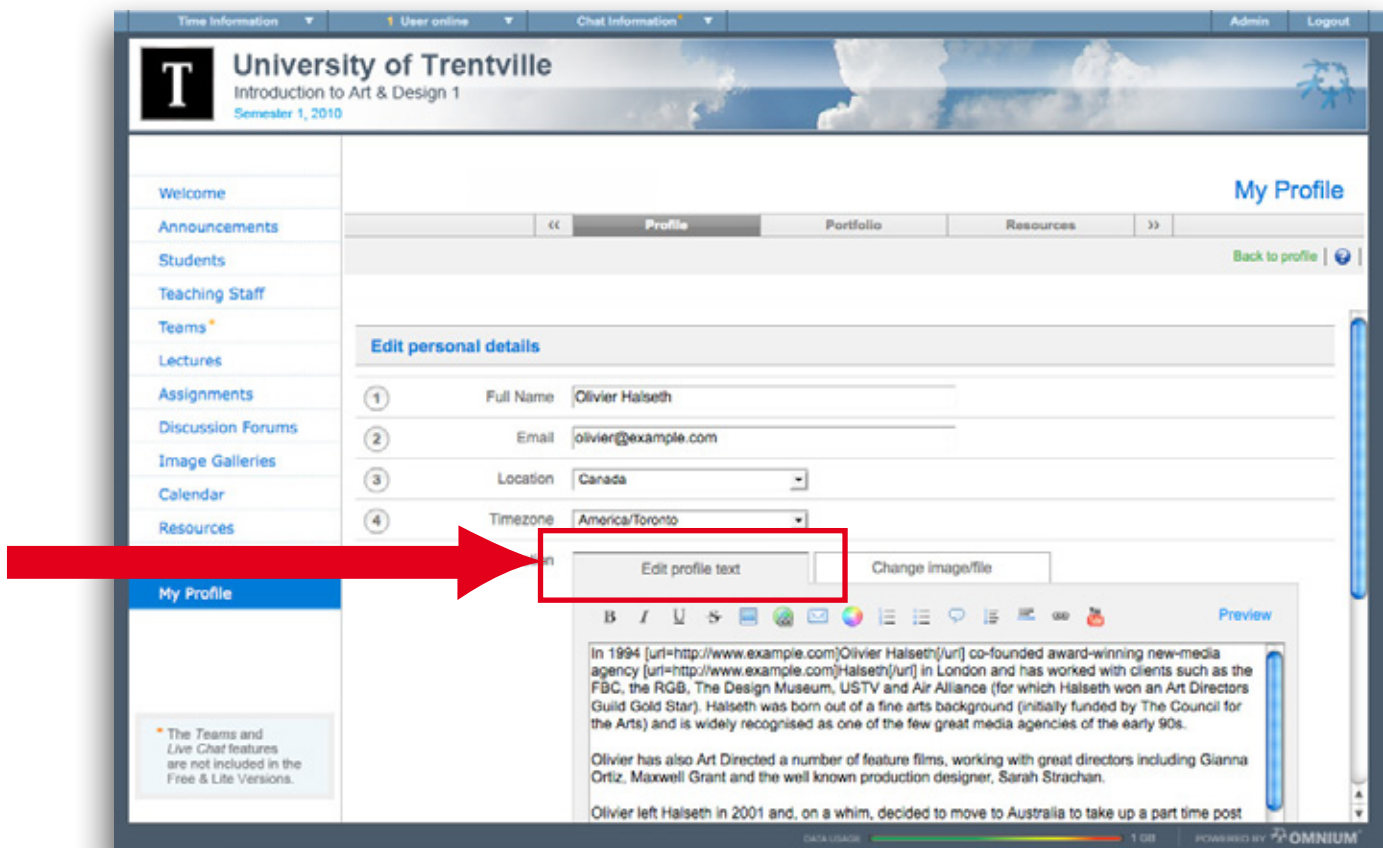 Time Information
1 User online
Chat Information*
Admin
Logout
T
University of Trentville
Introduction to Art & Design 1
Semester 1, 2010
Welcome
Announcements
Students
Teaching Staff
Teams*
Lectures
Assignments
Discussion Forums
Image Galleries
Calendar
Resources
My Profile
* The Teams and
Live Chat features
are not included in the
Free & Lite Versions.
My Profile
<< Profile Portfolio Resources >>
Back to profile | ? |
Edit personal details
1 Full Name Olivier Halseth
2 Email olivier@example.com
3 Location Canada
4 Timezone America/Toronto
Edit profile text Change image/file
B I U S Preview
In 1994 [url=http://www.example.com]Olivier Halseth[/url] co-founded award-winning new-media
agency [url=http://www.example.com]Halseth[/url] in London and has worked with clients such as the
FBC, the RGB, The Design Museum, USTV and Air Alliance (for which Halseth won an Art Directors
Guild Gold Star). Halseth was born out of a fine arts background (initially funded by The Council for
the Arts) and is widely recognised as one of the few great media agencies of the early 90s.
Olivier has also Art Directed a number of feature films, working with great directors including Gianna
Ortiz, Maxwell Grant and the well known production designer, Sarah Strachan.
Olivier left Halseth in 2001 and, on a whim, decided to move to Australia to take up a part time post
DATA USAGE 1 GB POWERED BY OMNIUM